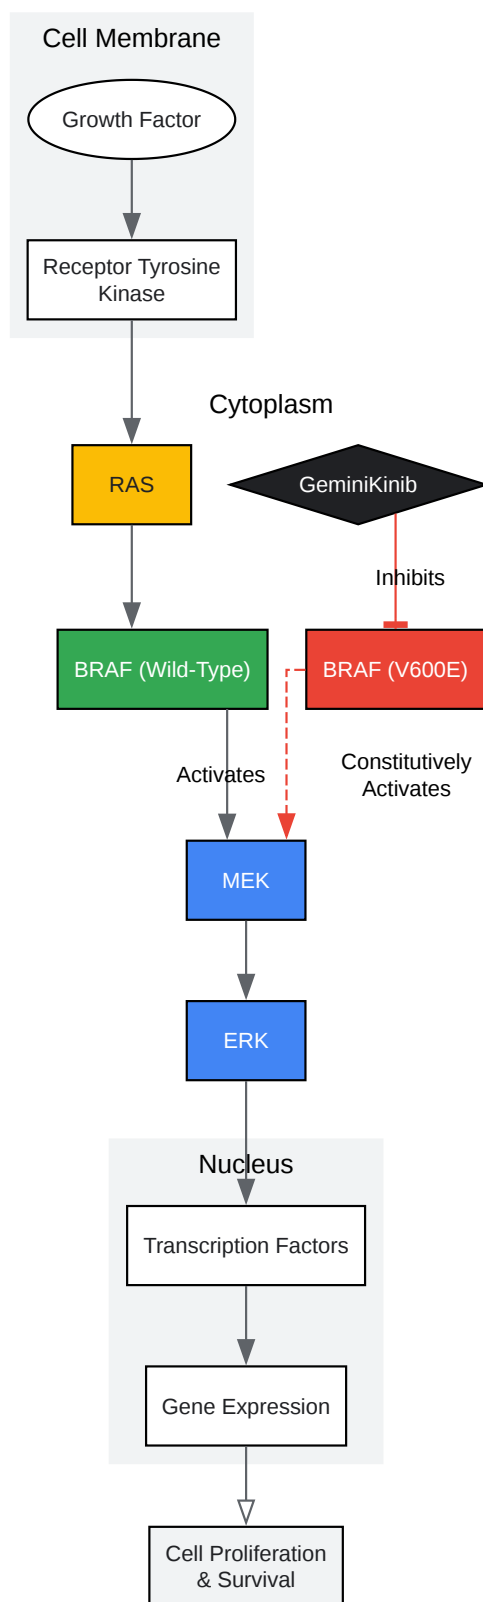 Cell Membrane
Growth Factor
Receptor Tyrosine
Kinase
Cytoplasm
RAS
GeminiKinib
Inhibits
BRAF (Wild-Type)
BRAF (V600E)
Activates
Constitutively
Activates
MEK
ERK
Nucleus
Transcription Factors
Gene Expression
Cell Proliferation
& Survival